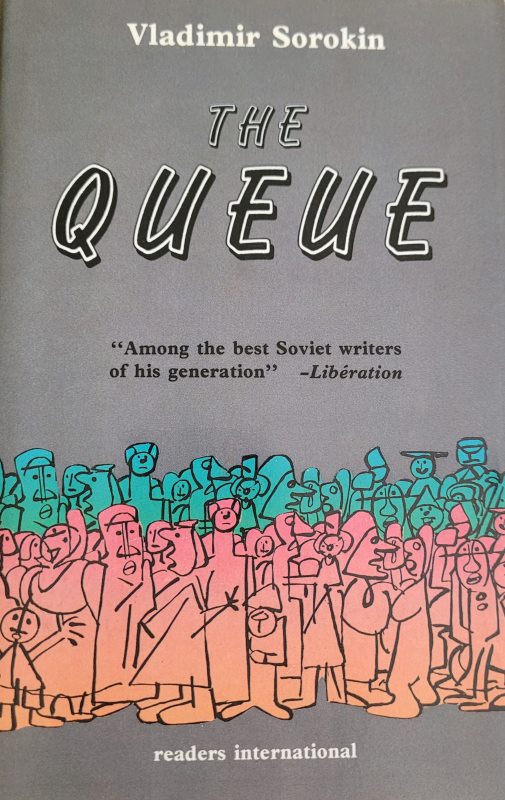 Vladimir Sorokin
THE
QUEUE
“Among the best Soviet writers
of his generation” –Libération
readers international